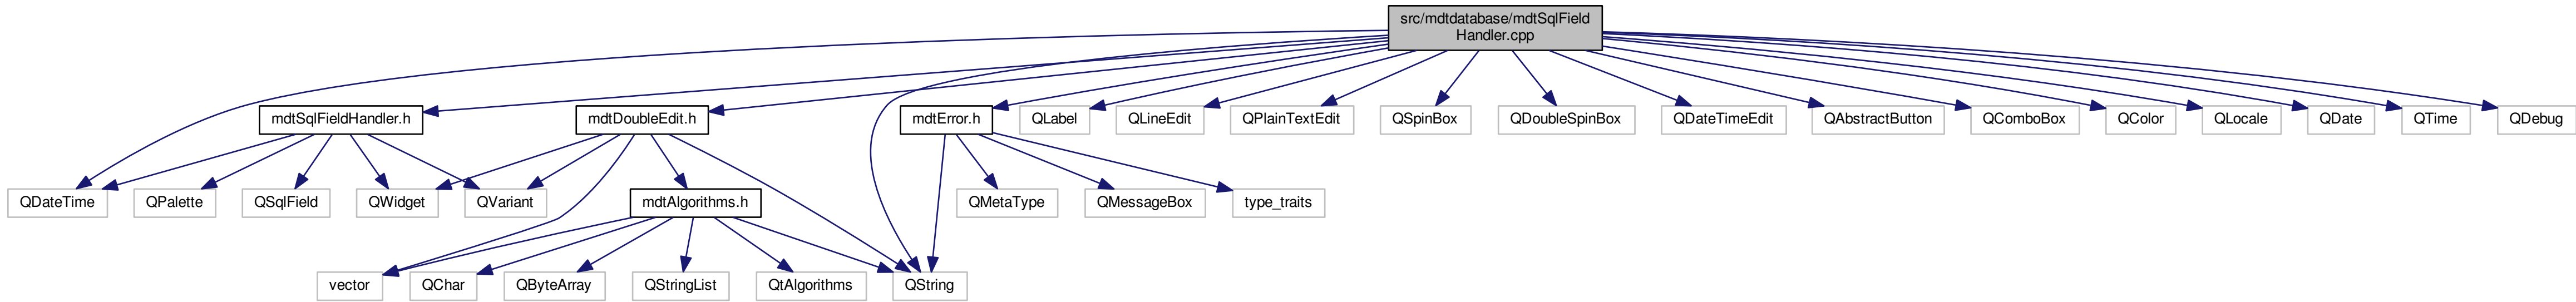 src/mdtdatabase/mdtSqlField
Handler.cpp
mdtSqlFieldHandler.h
mdtDoubleEdit.h
mdtError.h
QLabel
QLineEdit
QPlainTextEdit
QSpinBox
QDoubleSpinBox
QDateTimeEdit
QAbstractButton
QComboBox
QColor
QLocale
QDate
QTime
QDebug
QDateTime
QPalette
QSqlField
QWidget
QVariant
mdtAlgorithms.h
QMetaType
QMessageBox
type_traits
vector
QChar
QByteArray
QStringList
QtAlgorithms
QString